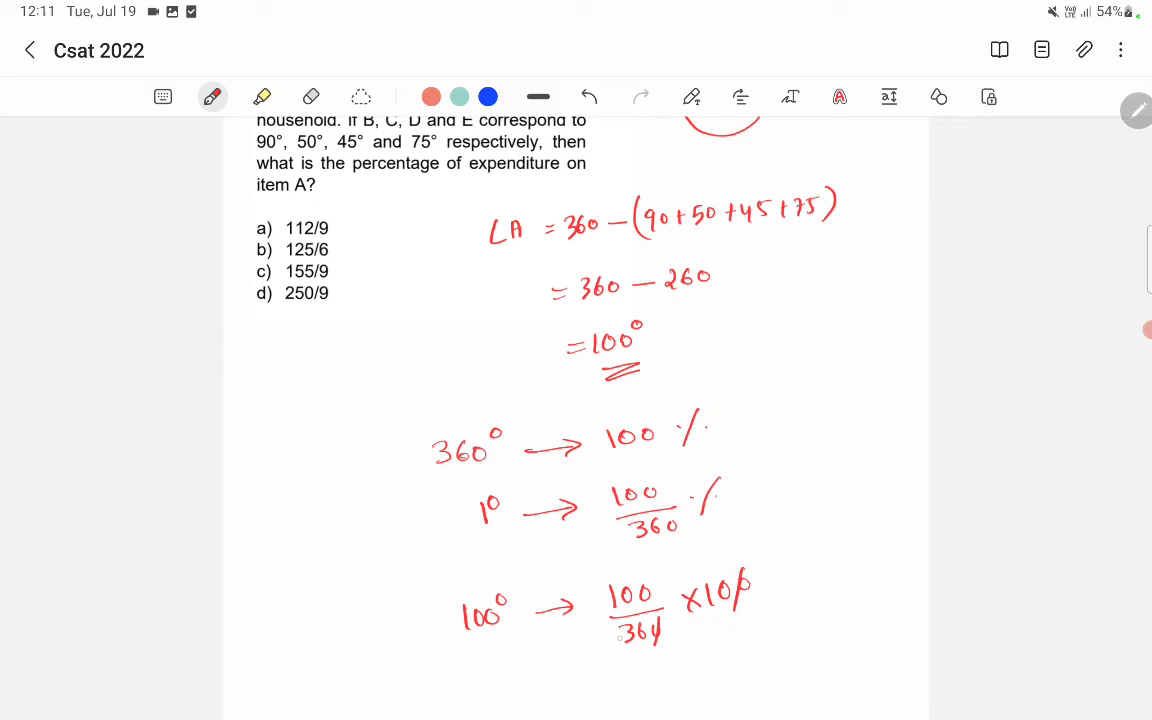 12:11 Tue, Jul 19
54%
Csat 2022
household. If B, C, D and E correspond to
90°, 50°, 45° and 75° respectively, then
what is the percentage of expenditure on
item A?
a) 112/9
b) 125/6
c) 155/9
d) 250/9
∠A = 360 - (90+50+45+75)
= 360 - 260
= 100°
360° → 100 %
1° → 100/360 %
100° → 100/360 × 100